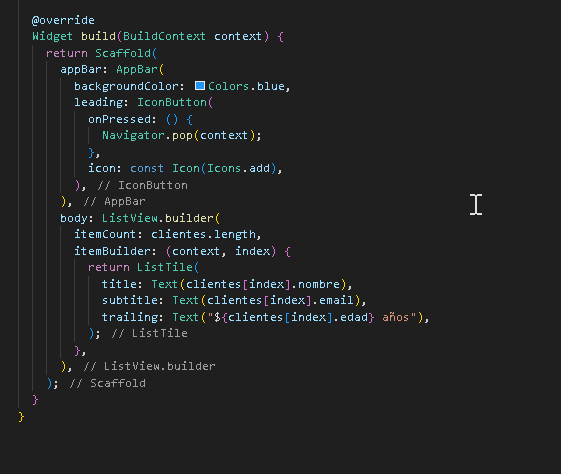 @override
Widget build(BuildContext context) {
return Scaffold(
appBar: AppBar(
backgroundColor: Colors.blue,
leading: IconButton(
onPressed: () {
Navigator.pop(context);
},
icon: const Icon(Icons.add),
), // IconButton
), // AppBar
body: ListView.builder(
itemCount: clientes.length,
itemBuilder: (context, index) {
return ListTile(
title: Text(clientes[index].nombre),
subtitle: Text(clientes[index].email),
trailing: Text("${clientes[index].edad} años"),
); // ListTile
},
), // ListView.builder
); // Scaffold
}
}